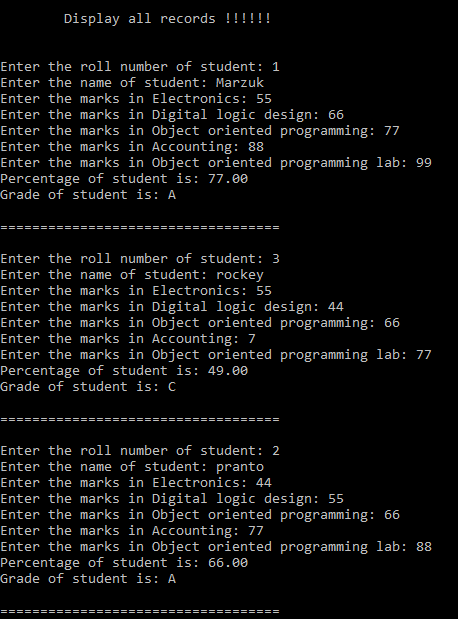 Display all records !!!!!!
Enter the roll number of student: 1
Enter the name of student: Marzuk
Enter the marks in Electronics: 55
Enter the marks in Digital logic design: 66
Enter the marks in Object oriented programming: 77
Enter the marks in Accounting: 88
Enter the marks in Object oriented programming lab: 99
Percentage of student is: 77.00
Grade of student is: A
===================================
Enter the roll number of student: 3
Enter the name of student: rockey
Enter the marks in Electronics: 55
Enter the marks in Digital logic design: 44
Enter the marks in Object oriented programming: 66
Enter the marks in Accounting: 7
Enter the marks in Object oriented programming lab: 77
Percentage of student is: 49.00
Grade of student is: C
===================================
Enter the roll number of student: 2
Enter the name of student: pranto
Enter the marks in Electronics: 44
Enter the marks in Digital logic design: 55
Enter the marks in Object oriented programming: 66
Enter the marks in Accounting: 77
Enter the marks in Object oriented programming lab: 88
Percentage of student is: 66.00
Grade of student is: A
===================================